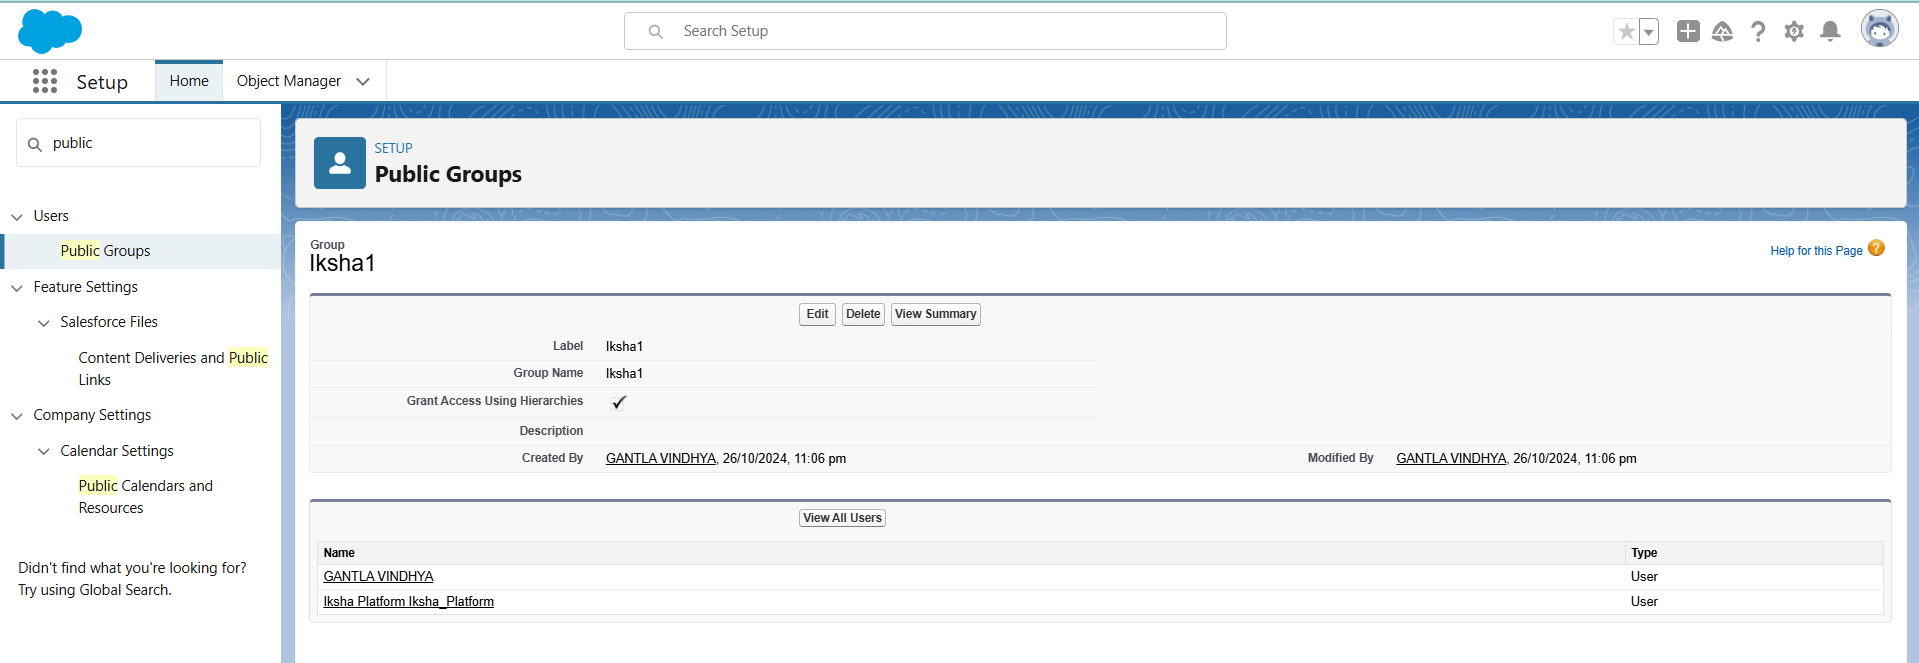 Search Setup
Setup
Home
Object Manager
public
Users
Public Groups
Feature Settings
Salesforce Files
Content Deliveries and Public
Links
Company Settings
Calendar Settings
Public Calendars and
Resources
Didn't find what you're looking for?
Try using Global Search.
SETUP
Public Groups
Group
Iksha1
Help for this Page
Edit Delete View Summary
Label Iksha1
Group Name Iksha1
Grant Access Using Hierarchies
Description
Created By GANTLA VINDHYA, 26/10/2024, 11:06 pm Modified By GANTLA VINDHYA, 26/10/2024, 11:06 pm
View All Users
Name Type
GANTLA VINDHYA User
Iksha Platform Iksha_Platform User